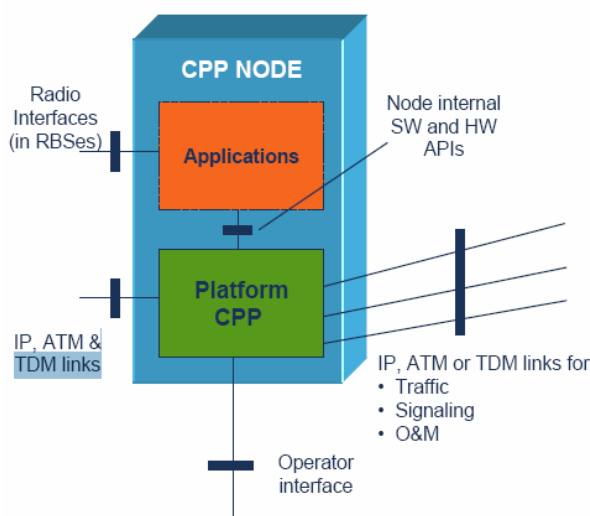 CPP NODE
Radio
Interfaces
(in RBSes)
Applications
Node internal
SW and HW
APIs
Platform
CPP
IP, ATM &
TDM links
IP, ATM or TDM links for
• Traffic
• Signaling
• O&M
Operator
interface